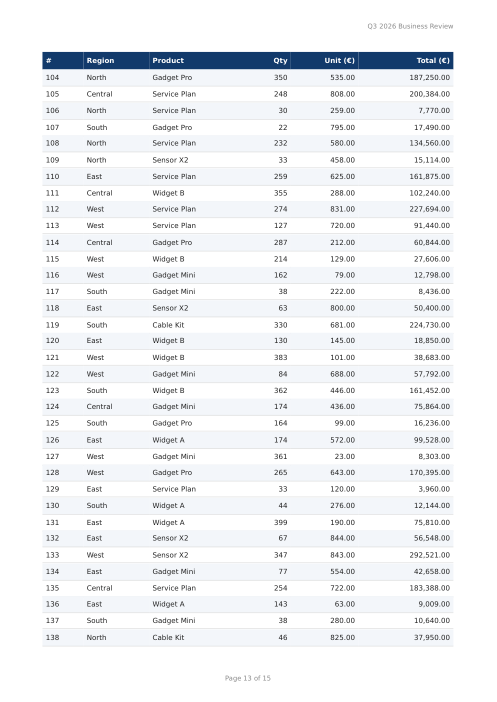 Q3 2026 Business Review
# Region Product Qty Unit (€) Total (€)
104 North Gadget Pro 350 535.00 187,250.00
105 Central Service Plan 248 808.00 200,384.00
106 North Service Plan 30 259.00 7,770.00
107 South Gadget Pro 22 795.00 17,490.00
108 North Service Plan 232 580.00 134,560.00
109 North Sensor X2 33 458.00 15,114.00
110 East Service Plan 259 625.00 161,875.00
111 Central Widget B 355 288.00 102,240.00
112 West Service Plan 274 831.00 227,694.00
113 West Service Plan 127 720.00 91,440.00
114 Central Gadget Pro 287 212.00 60,844.00
115 West Widget B 214 129.00 27,606.00
116 West Gadget Mini 162 79.00 12,798.00
117 South Gadget Mini 38 222.00 8,436.00
118 East Sensor X2 63 800.00 50,400.00
119 South Cable Kit 330 681.00 224,730.00
120 East Widget B 130 145.00 18,850.00
121 West Widget B 383 101.00 38,683.00
122 West Gadget Mini 84 688.00 57,792.00
123 South Widget B 362 446.00 161,452.00
124 Central Gadget Mini 174 436.00 75,864.00
125 South Gadget Pro 164 99.00 16,236.00
126 East Widget A 174 572.00 99,528.00
127 West Gadget Mini 361 23.00 8,303.00
128 West Gadget Pro 265 643.00 170,395.00
129 East Service Plan 33 120.00 3,960.00
130 South Widget A 44 276.00 12,144.00
131 East Widget A 399 190.00 75,810.00
132 East Sensor X2 67 844.00 56,548.00
133 West Sensor X2 347 843.00 292,521.00
134 East Gadget Mini 77 554.00 42,658.00
135 Central Service Plan 254 722.00 183,388.00
136 East Widget A 143 63.00 9,009.00
137 South Gadget Mini 38 280.00 10,640.00
138 North Cable Kit 46 825.00 37,950.00
Page 13 of 15